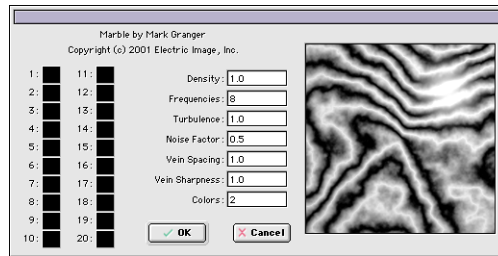 Marble by Mark Granger
Copyright (c) 2001 Electric Image, Inc.
1: 11:
2: 12:
3: 13:
4: 14:
5: 15:
6: 16:
7: 17:
8: 18:
9: 19:
10: 20:
Density: 1.0
Frequencies: 8
Turbulence: 1.0
Noise Factor: 0.5
Vein Spacing: 1.0
Vein Sharpness: 1.0
Colors: 2
OK Cancel